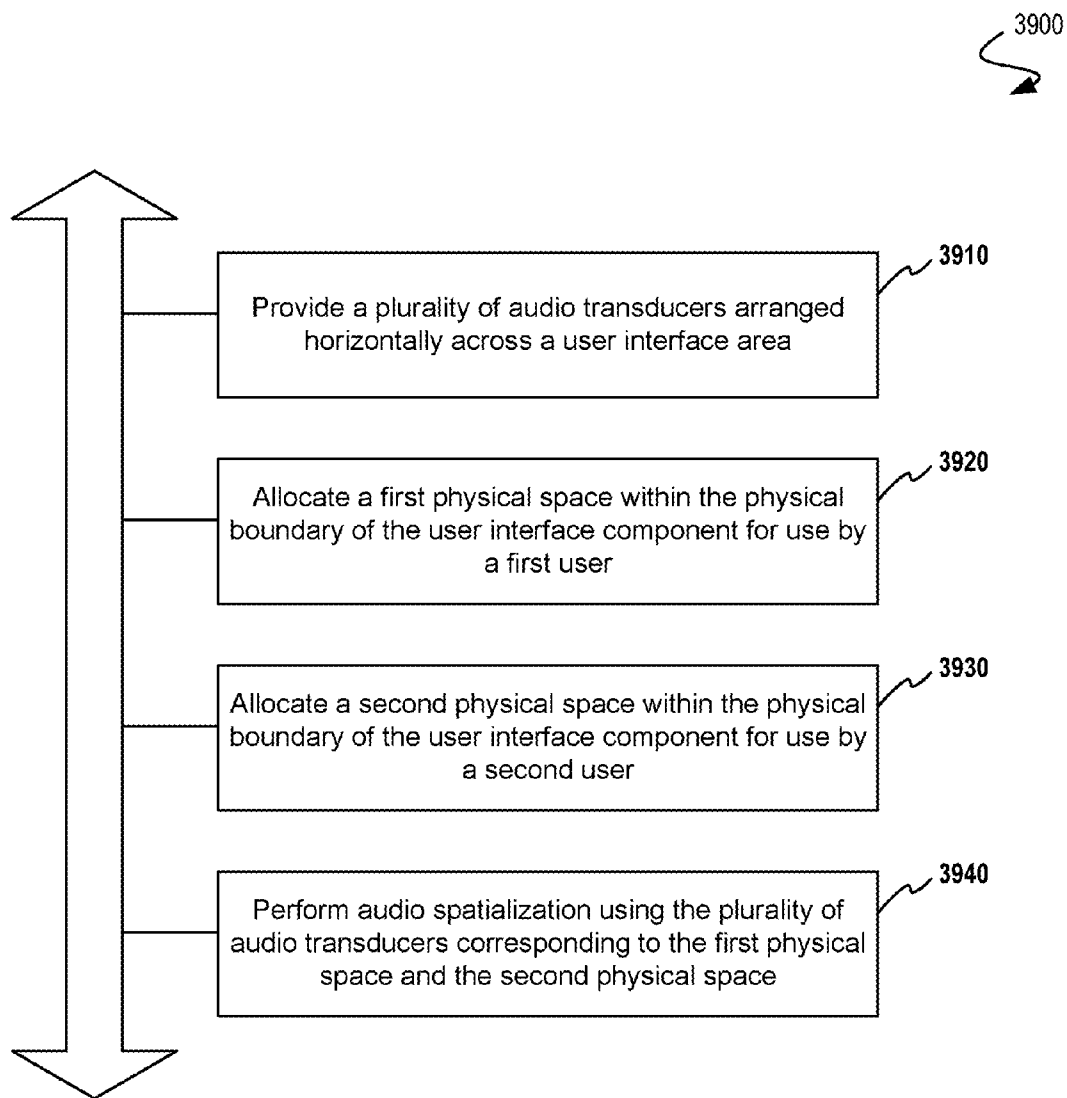 3900
3910
Provide a plurality of audio transducers arranged
horizontally across a user interface area
3920
Allocate a first physical space within the physical
boundary of the user interface component for use by
a first user
3930
Allocate a second physical space within the physical
boundary of the user interface component for use by
a second user
3940
Perform audio spatialization using the plurality of
audio transducers corresponding to the first physical
space and the second physical space